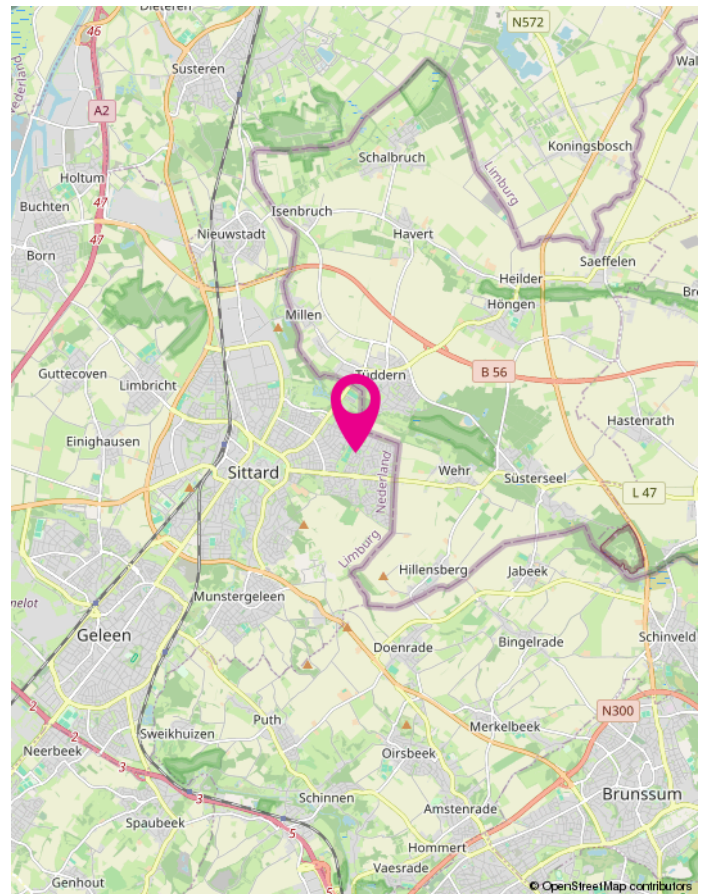 Dieteren
46
N572
Susteren
Nederland
A2
Schalbruch
Limburg
Koningsbosch
Holtum
Buchten
47
Isenbruch
Nieuwstadt
Havert
47
Born
Saeffelen
Heilder
Höngen
Millen
Guttecoven
Limbricht
Tüddern
B 56
Hastenrath
Einighausen
Sittard
Wehr
Süsterseel
Nederland
L 47
Limburg
Hillensberg
Jabeek
Munstergeleen
Geleen
Doenrade
Bingelrade
Schinveld
2
Puth
N300
Merkelbeek
Sweikhuizen
Neerbeek
Oirsbeek
3
3
Schinnen
Brunssum
Spaubeek
Amstenrade
5
Hommert
Vaesrade
Genhout
5
© OpenStreetMap contributors